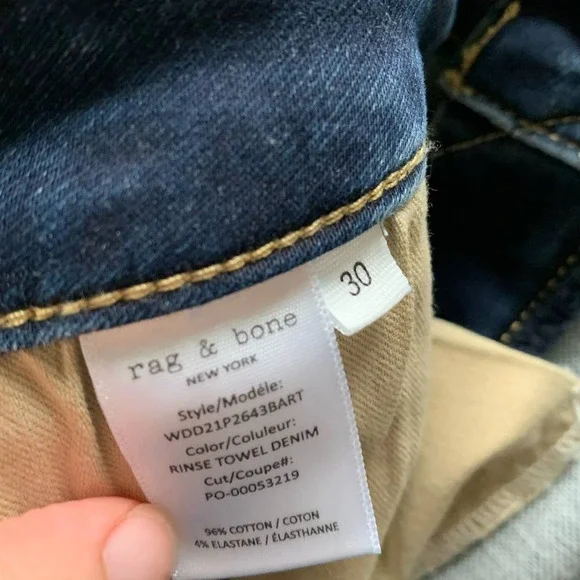 30
rag & bone
NEW YORK
Style/Modèle:
WDD21P2643BART
Color/Coluleur:
RINSE TOWEL DENIM
Cut/Coupe#:
PO-00053219
96% COTTON / COTON
4% ELASTANE / ÉLASTHANNE